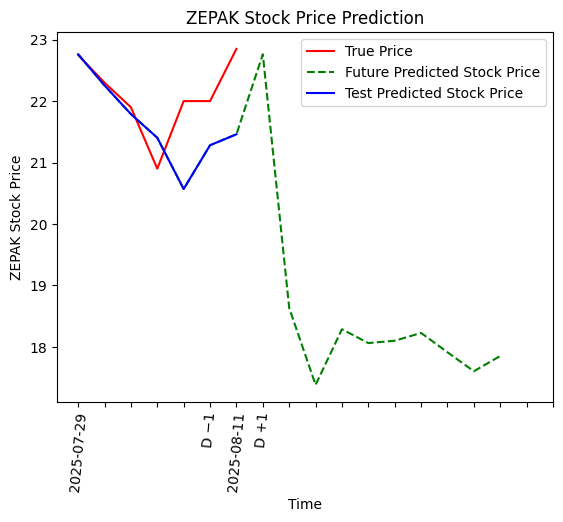 ZEPAK Stock Price Prediction
True Price
Future Predicted Stock Price
Test Predicted Stock Price
ZEPAK Stock Price
23
22
21
20
19
18
2025-07-29
D −1
2025-08-11
D +1
Time